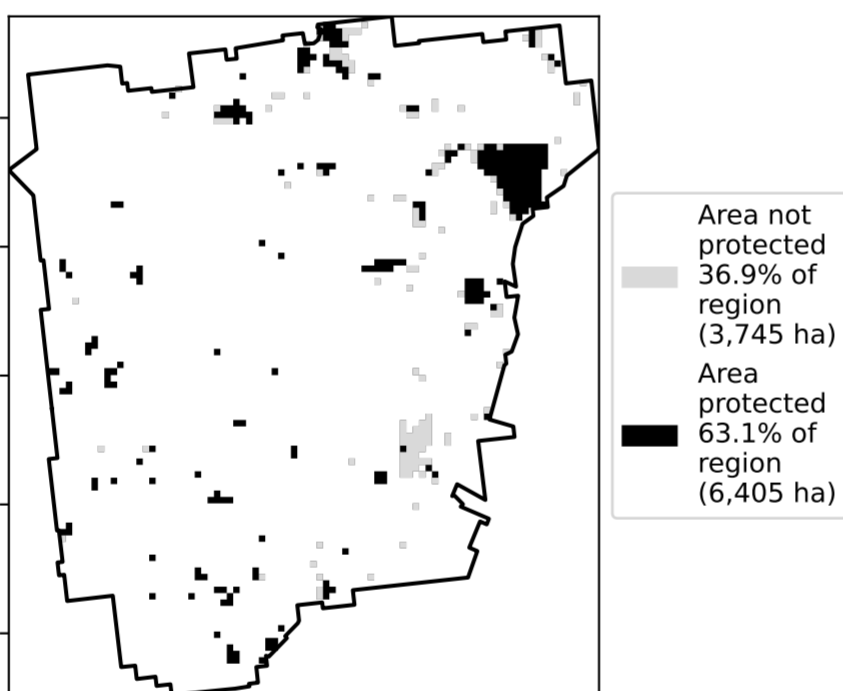 Area not
protected
36.9% of
region
(3,745 ha)
Area
protected
63.1% of
region
(6,405 ha)